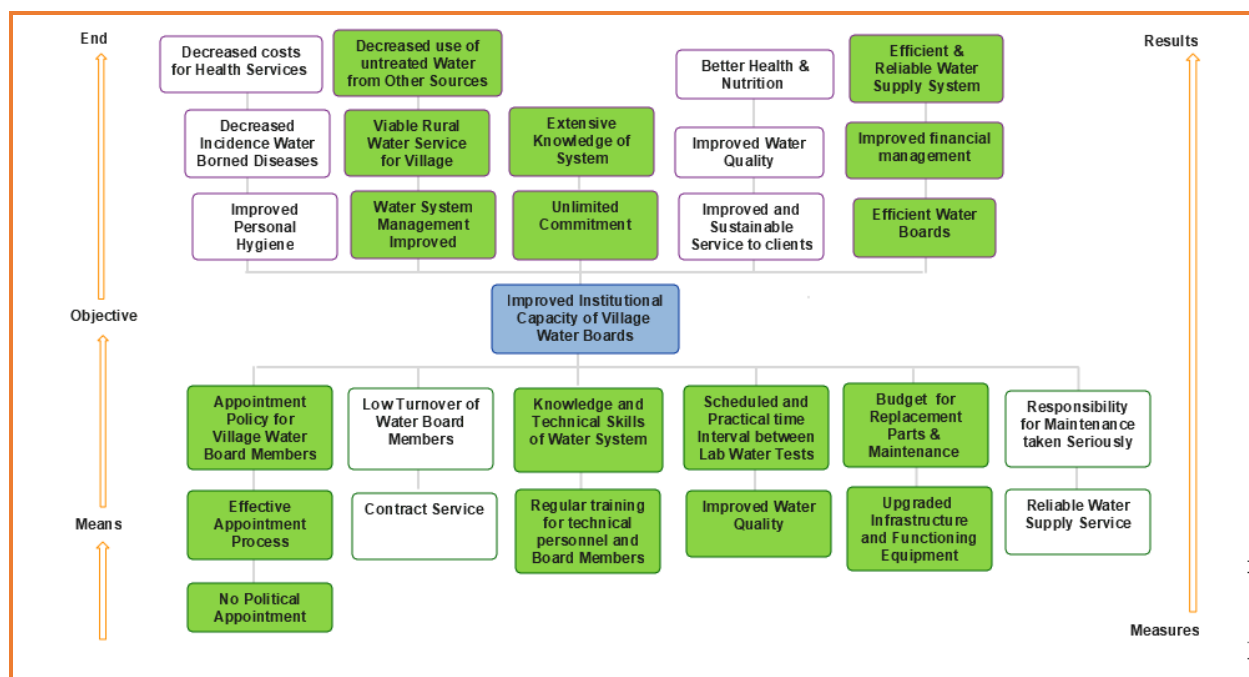 End
Decreased costs
for Health Services
Decreased use of
untreated Water
from Other Sources
Better Health &
Nutrition
Efficient &
Reliable Water
Supply System
Results
Decreased
Incidence Water
Borned Diseases
Viable Rural
Water Service
for Village
Extensive
Knowledge of
System
Improved Water
Quality
Improved financial
management
Improved
Personal
Hygiene
Water System
Management
Improved
Unlimited
Commitment
Improved and
Sustainable
Service to clients
Efficient Water
Boards
Objective
Improved Institutional
Capacity of Village
Water Boards
Appointment
Policy for
Village Water
Board Members
Low Turnover of
Water Board
Members
Knowledge and
Technical Skills
of Water System
Scheduled and
Practical time
Interval between
Lab Water Tests
Budget for
Replacement
Parts &
Maintenance
Responsibility
for Maintenance
taken Seriously
Means
Effective
Appointment
Process
Contract Service
Regular training
for technical
personnel and
Board Members
Improved Water
Quality
Upgraded
Infrastructure
and Functioning
Equipment
Reliable Water
Supply Service
No Political
Appointment
Measures